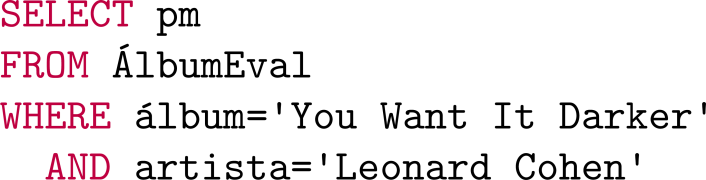 SELECT pm
FROM ÁlbumEval
WHERE álbum='You Want It Darker'
AND artista='Leonard Cohen'